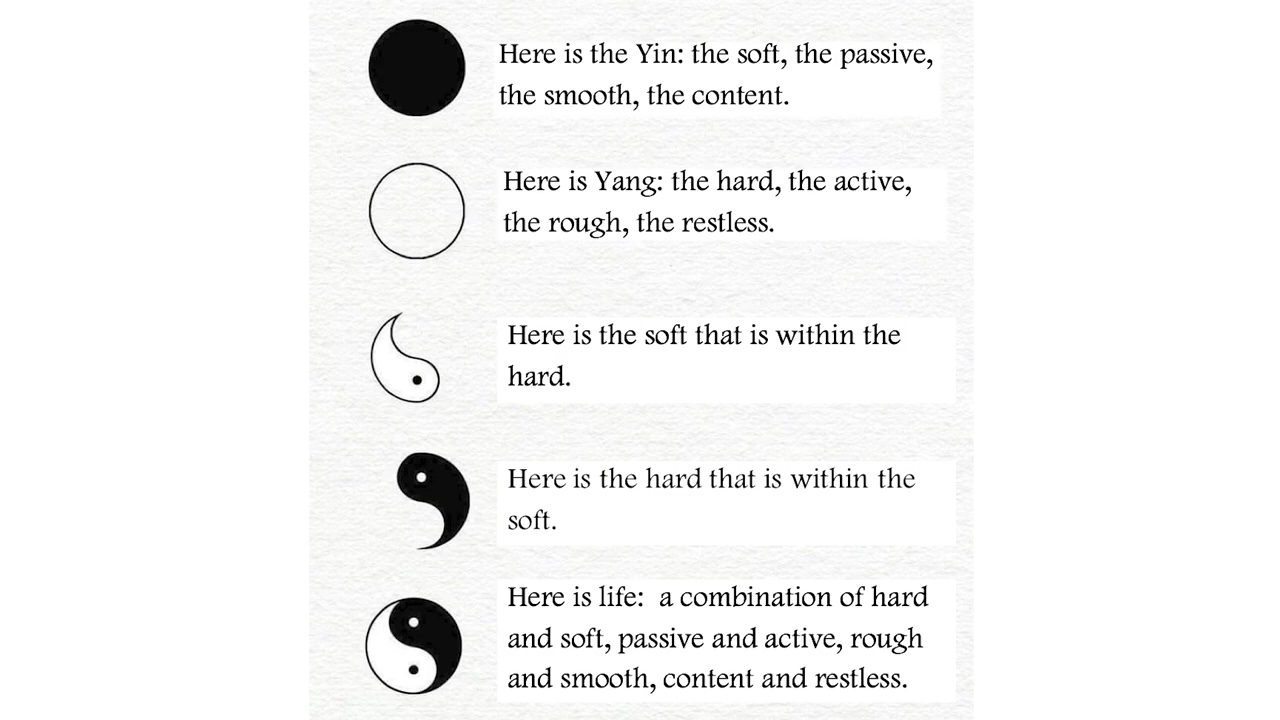 Here is the Yin: the soft, the passive,
the smooth, the content.
Here is Yang: the hard, the active,
the rough, the restless.
Here is the soft that is within the
hard.
Here is the hard that is within the
soft.
Here is life:  a combination of hard
and soft, passive and active, rough
and smooth, content and restless.